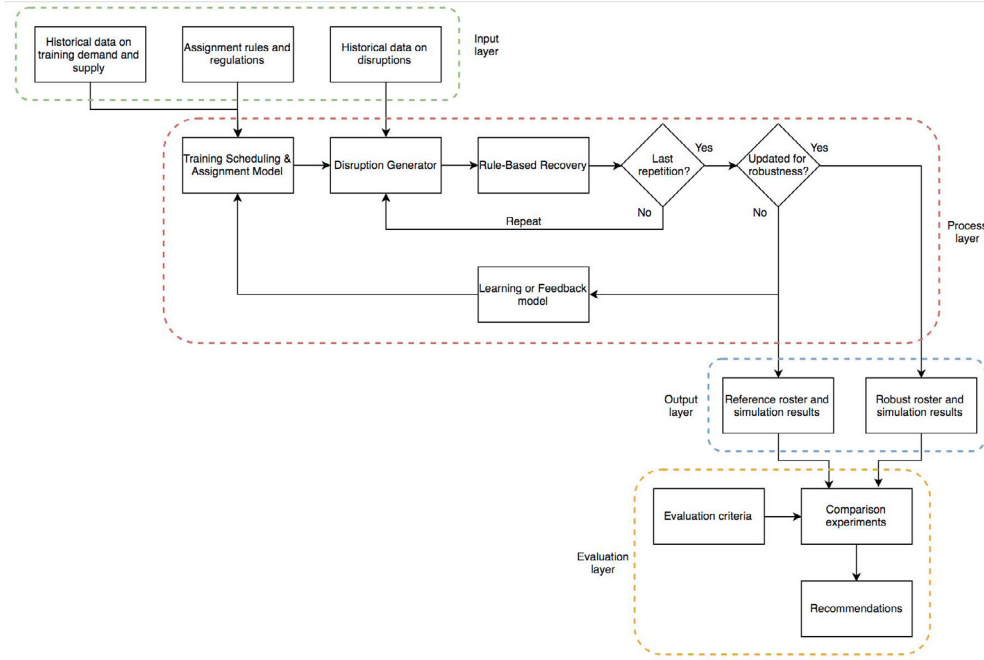 Historical data on
training demand and
supply
Assignment rules and
regulations
Historical data on
disruptions
Input
layer
Training Scheduling &
Assignment Model
Disruption Generator
Rule-Based Recovery
Last
repetition?
Yes
Updated for
robustness?
Yes
No
No
Repeat
Process
layer
Learning or Feedback
model
Output
layer
Reference roster and
simulation results
Robust roster and
simulation results
Evaluation criteria
Comparison
experiments
Evaluation
layer
Recommendations